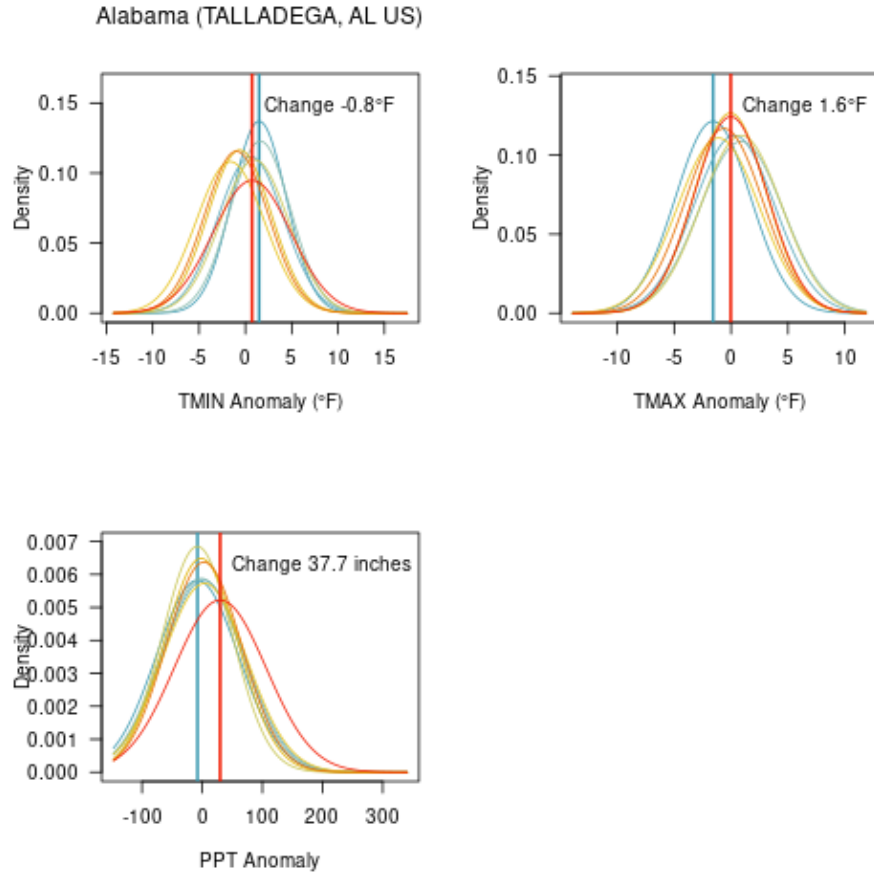 Alabama (TALLADEGA, AL US)
Change -0.8°F
Density
0.15
0.10
0.05
0.00
-15 -10 -5 0 5 10 15
TMIN Anomaly (°F)
Change 1.6°F
Density
0.15
0.10
0.05
0.00
-10 -5 0 5 10
TMAX Anomaly (°F)
Change 37.7 inches
Density
0.007
0.006
0.005
0.004
0.003
0.002
0.001
0.000
-100 0 100 200 300
PPT Anomaly